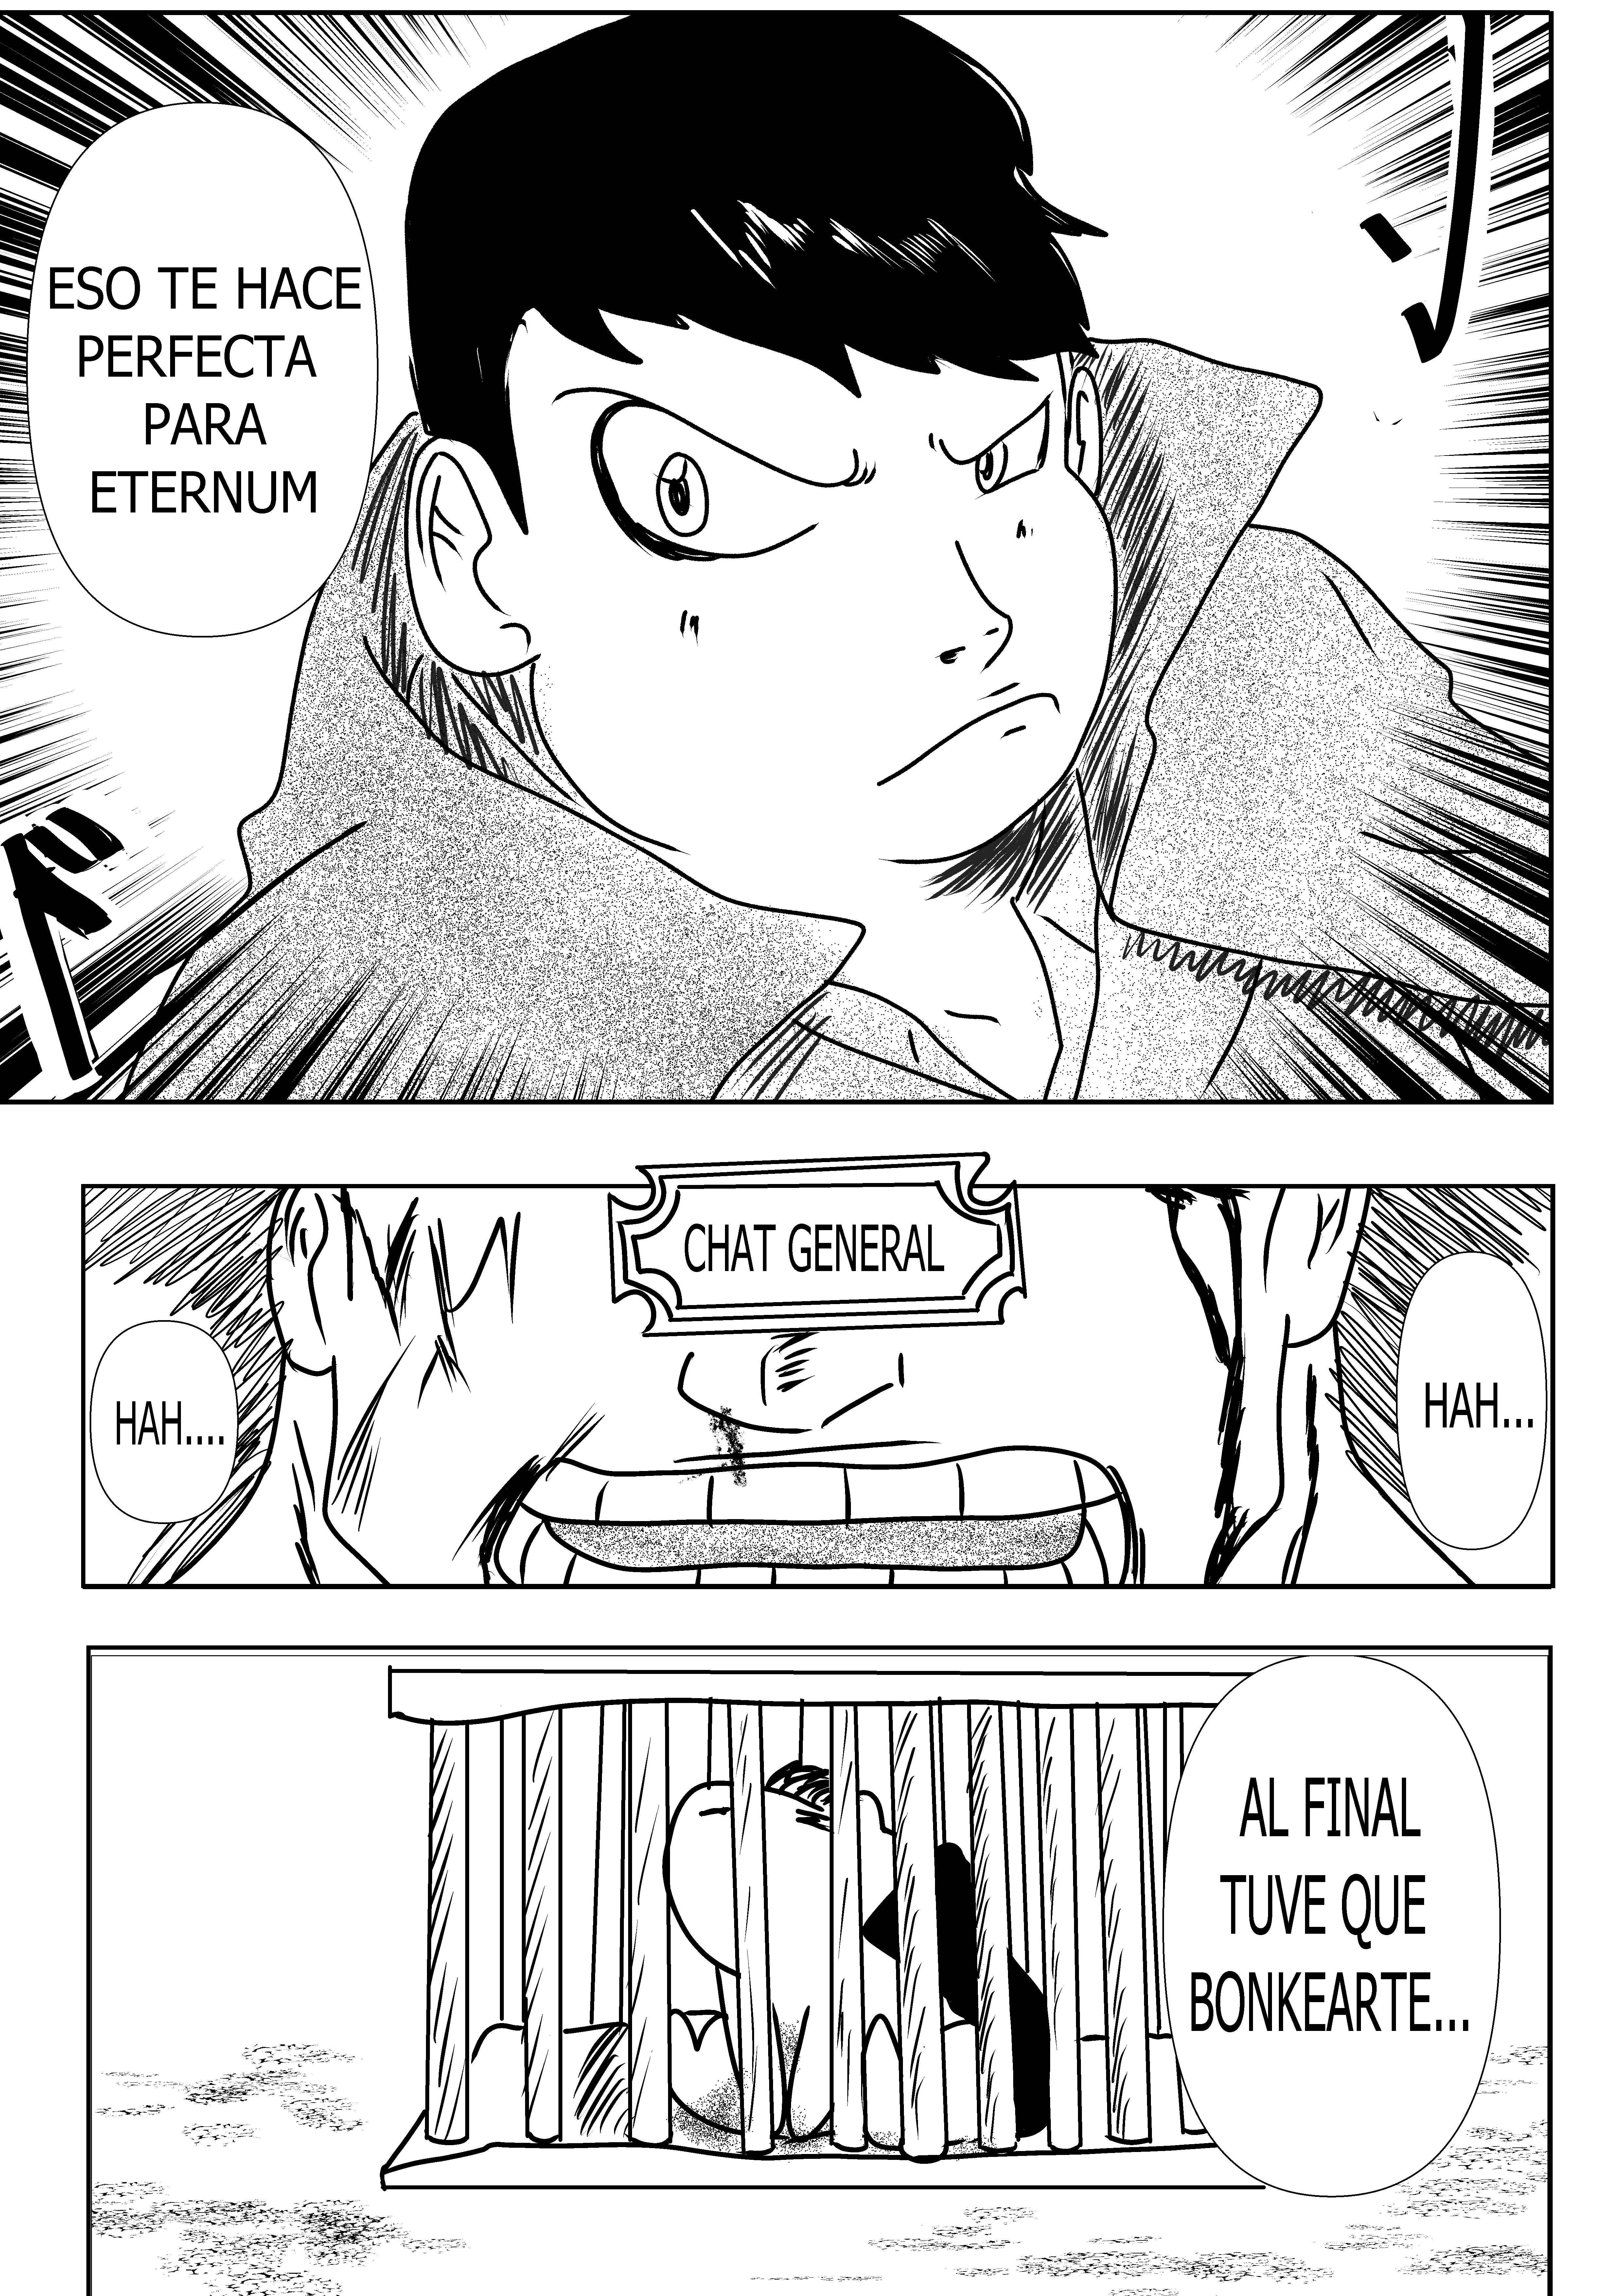 ESO TE HACE
PERFECTA
PARA
ETERNUM
CHAT GENERAL
HAH....
HAH...
AL FINAL
TUVE QUE
BONKEARTE...